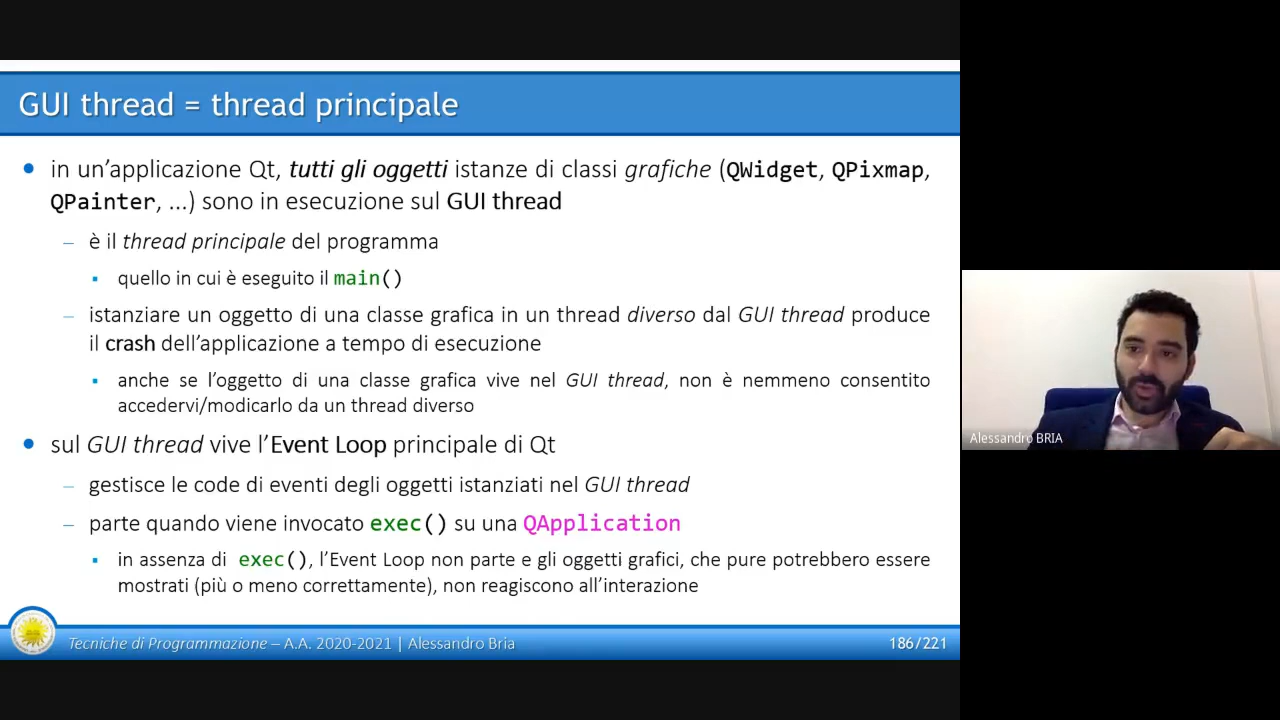 GUI thread = thread principale
• in un’applicazione Qt, tutti gli oggetti istanze di classi grafiche (QWidget, QPixmap,
QPainter, ...) sono in esecuzione sul GUI thread
– è il thread principale del programma
▪ quello in cui è eseguito il main()
– istanziare un oggetto di una classe grafica in un thread diverso dal GUI thread produce
il crash dell’applicazione a tempo di esecuzione
▪ anche se l’oggetto di una classe grafica vive nel GUI thread, non è nemmeno consentito
accedervi/modicarlo da un thread diverso
• sul GUI thread vive l’Event Loop principale di Qt
– gestisce le code di eventi degli oggetti istanziati nel GUI thread
– parte quando viene invocato exec() su una QApplication
▪ in assenza di exec(), l’Event Loop non parte e gli oggetti grafici, che pure potrebbero essere
mostrati (più o meno correttamente), non reagiscono all’interazione
Tecniche di Programmazione – A.A. 2020-2021 | Alessandro Bria
186/221
Alessandro BRIA